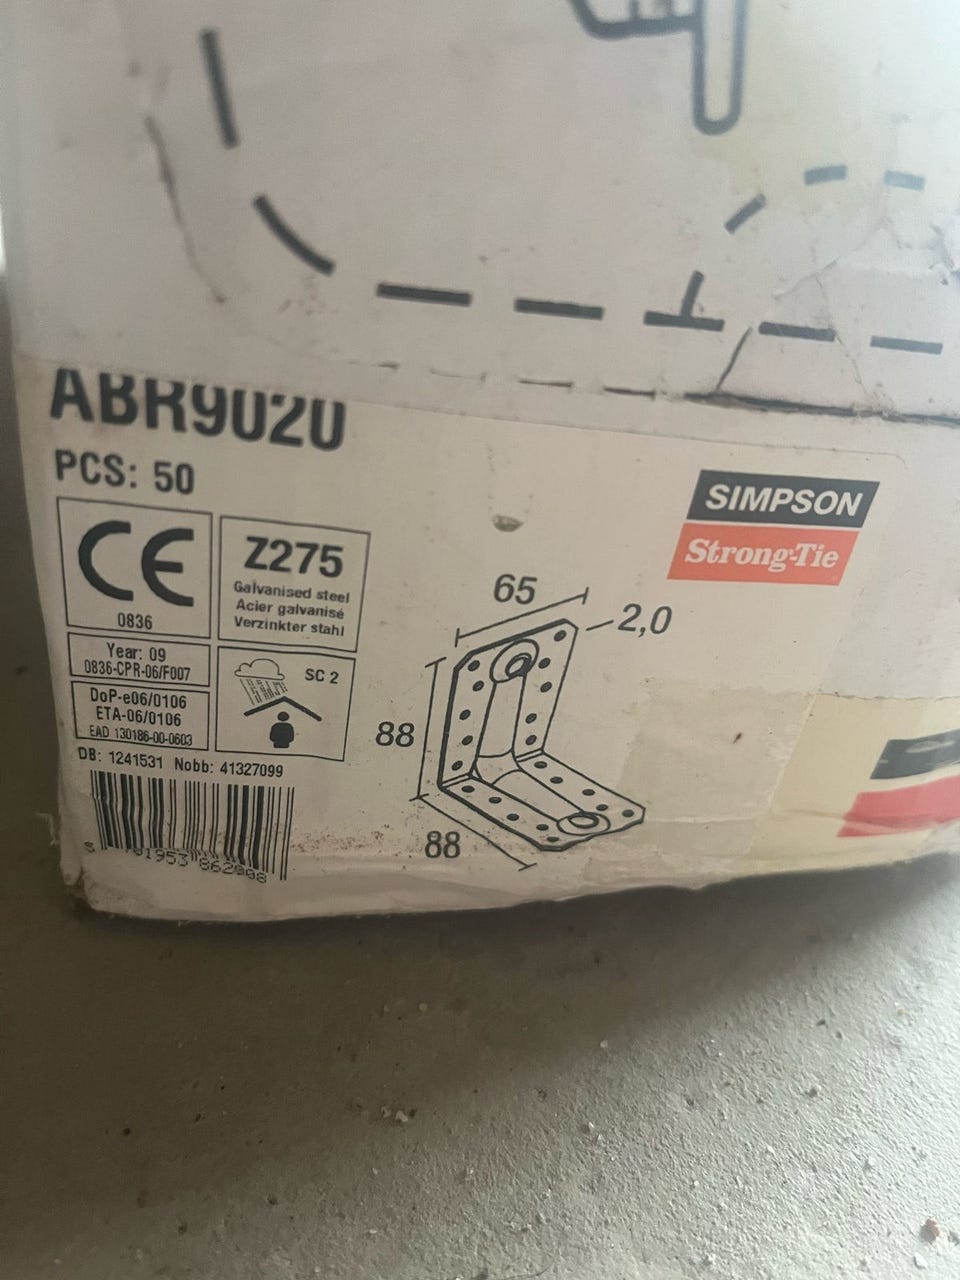 ABR9020
PCS: 50
CE
0836
Year: 09
0836-CPR-06/F007
DoP-e06/0106
ETA-06/0106
EAD 130186-00-0603
Z275
Galvanised steel
Acier galvanisé
Verzinkter stahl
SC 2
DB: 1241531 Nobb: 41327099
SIMPSON
Strong-Tie
65
2,0
88
88